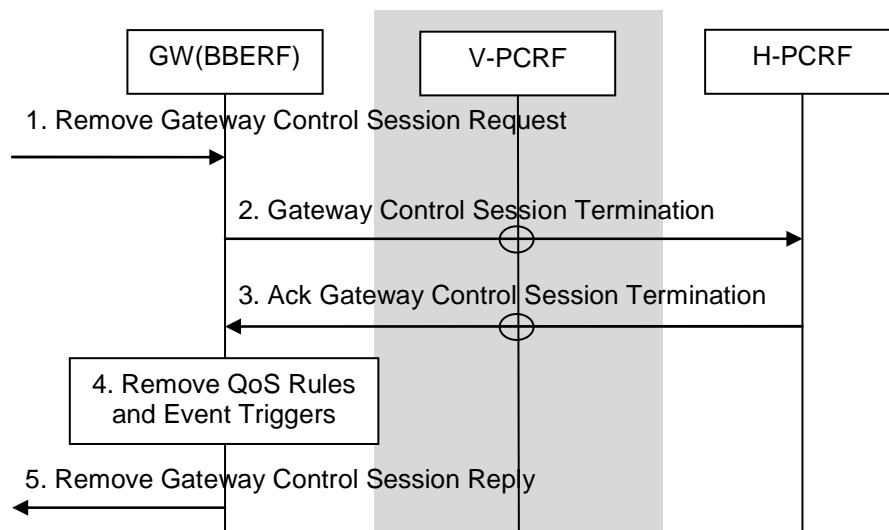 GW(BBERF)
V-PCRF
H-PCRF
1. Remove Gateway Control Session Request
2. Gateway Control Session Termination
3. Ack Gateway Control Session Termination
4. Remove QoS Rules
and Event Triggers
5. Remove Gateway Control Session Reply